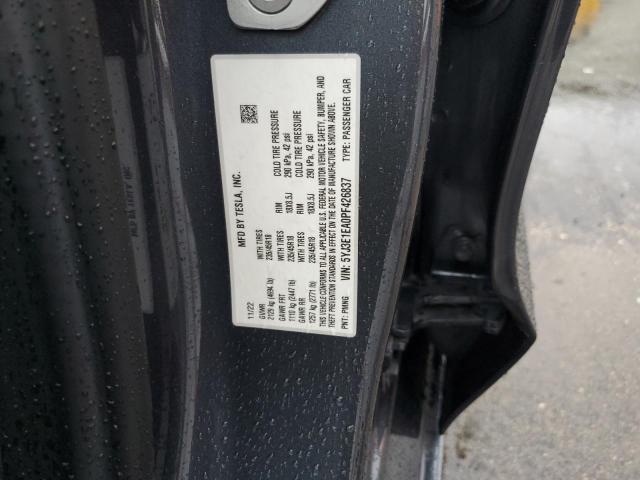 MFD BY TESLA, INC.
11/22
GVWR
2129 kg (4694 lb)
GAWR FRT WITH TIRES RIM COLD TIRE PRESSURE
1110 kg (2447 lb) 235/45R18 18X8.5J 290 kPa, 42 psi
GAWR RR WITH TIRES RIM COLD TIRE PRESSURE
1257 kg (2771 lb) 235/45R18 18X8.5J 290 kPa, 42 psi
THIS VEHICLE CONFORMS TO ALL APPLICABLE U.S. FEDERAL MOTOR VEHICLE SAFETY, BUMPER, AND
THEFT PREVENTION STANDARDS IN EFFECT ON THE DATE OF MANUFACTURE SHOWN ABOVE.
VIN: 5YJ3E1EA0PF426837 TYPE: PASSENGER CAR
PNT: PMNG